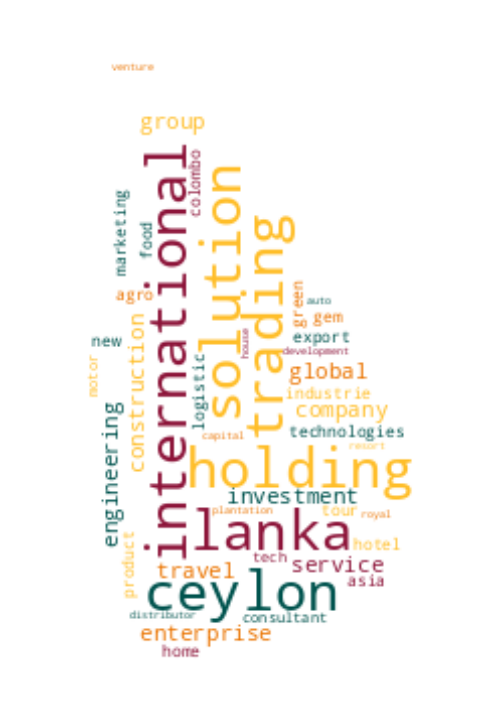 venture
group
international
colombo
solution
marketing
food
trading
agro
green
auto
gem
new
construction
house
export
development
motor
logistic
global
industrie
company
engineering
capital
technologies
resort
holding
investment
plantation
tour
royal
lanka
hotel
product
tech
service
travel
asia
ceylon
distributor
consultant
enterprise
home